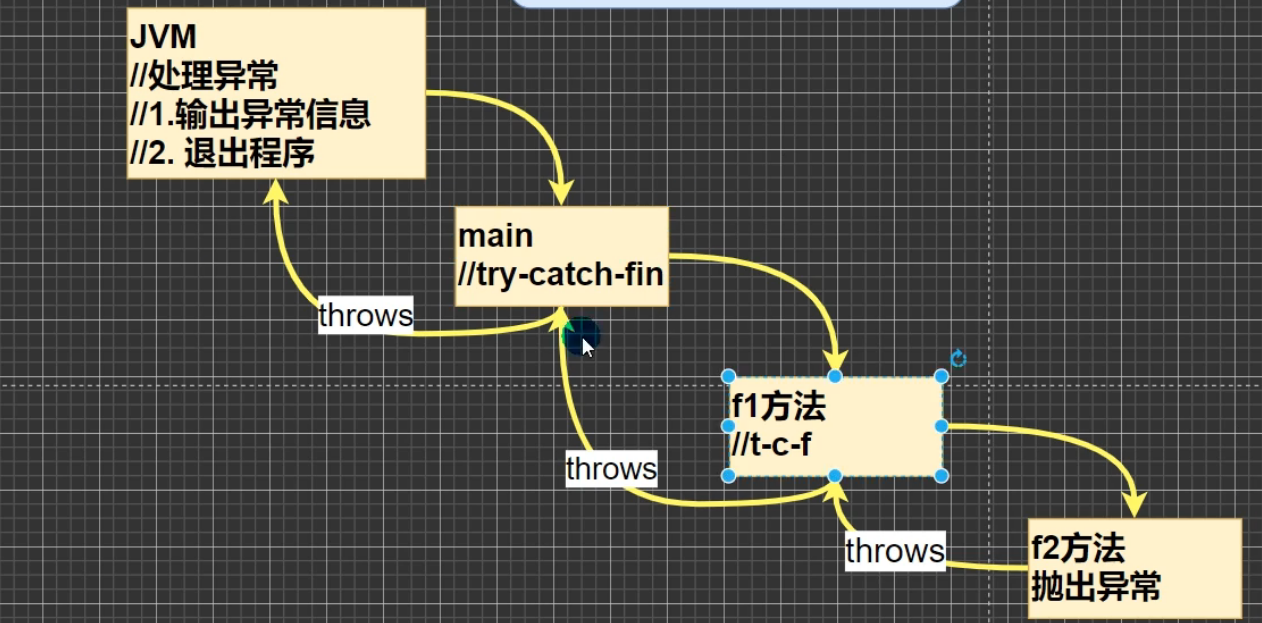 JVM
//处理异常
//1.输出异常信息
//2. 退出程序
main
//try-catch-fin
throws
f1方法
//t-c-f
throws
f2方法
抛出异常
throws